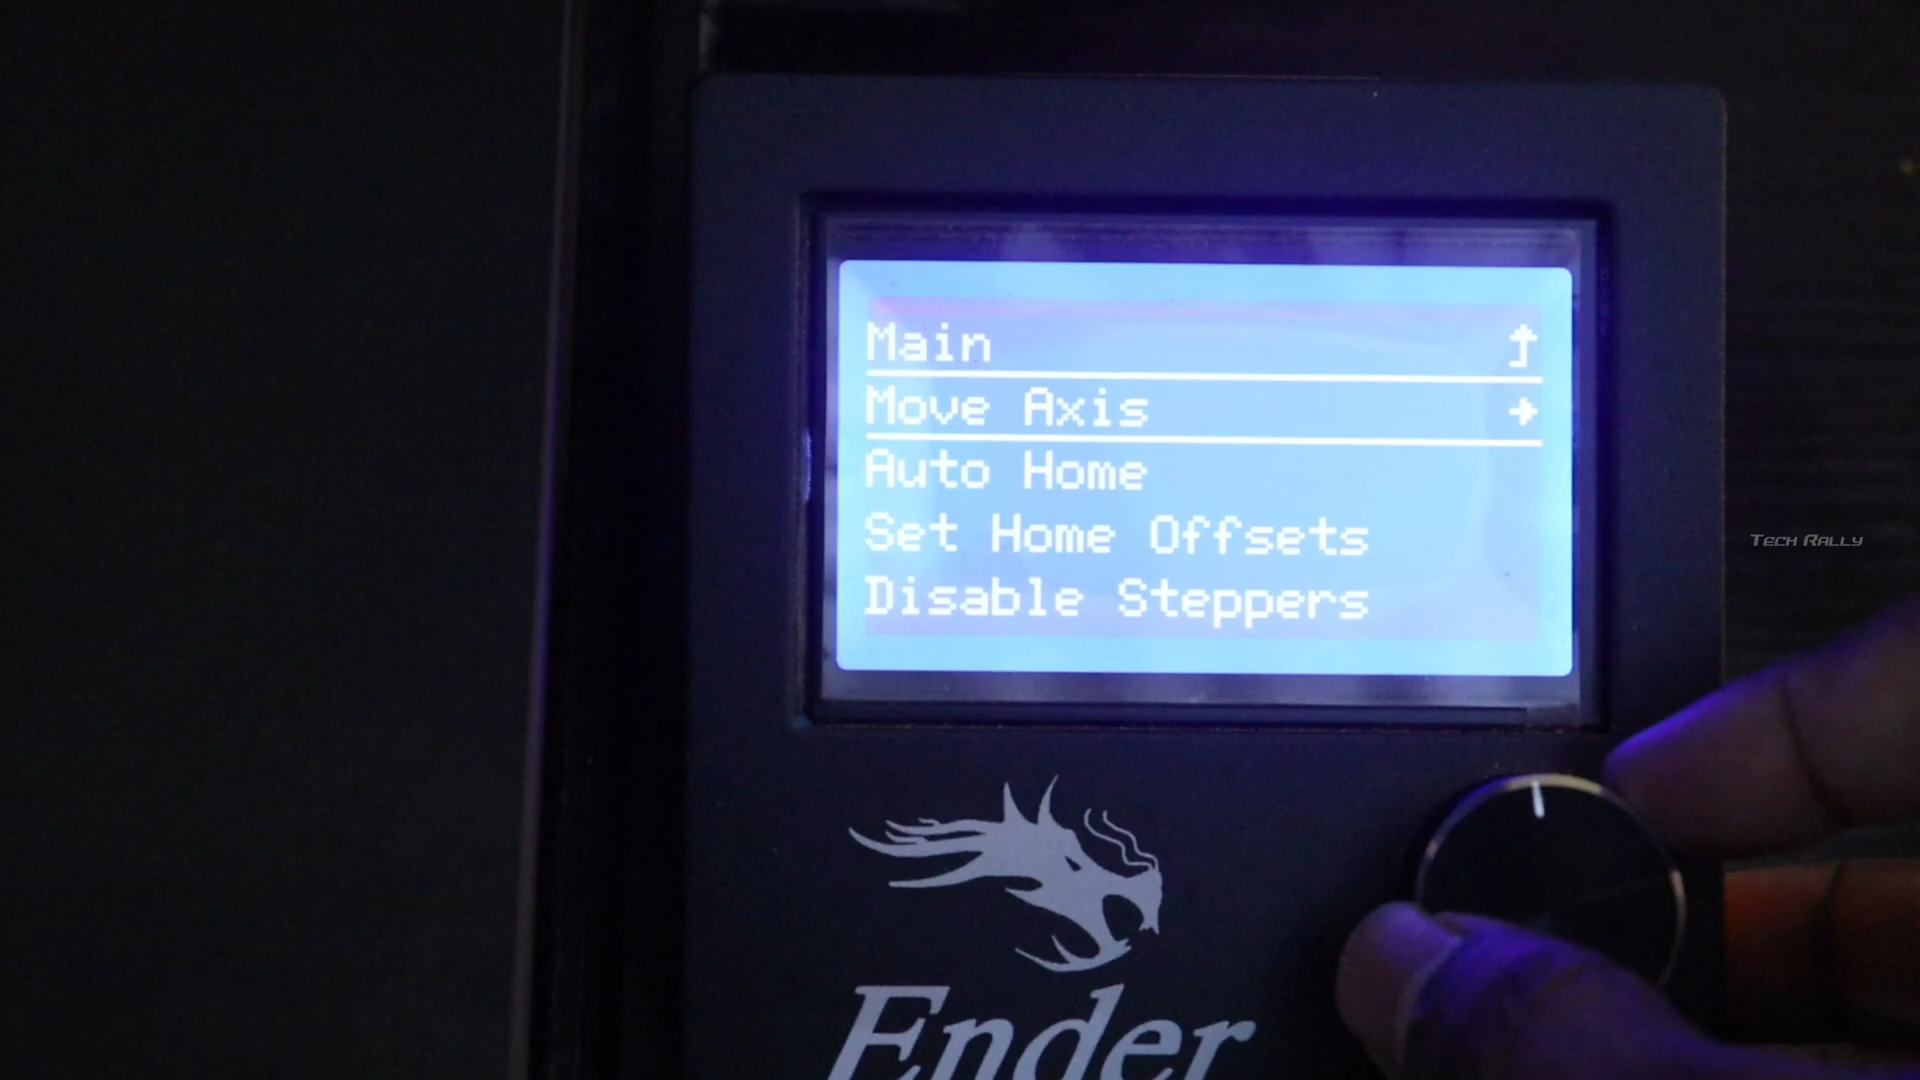 Main
Move Axis
Auto Home
Set Home Offsets
Disable Steppers
Tech Rally
Ender